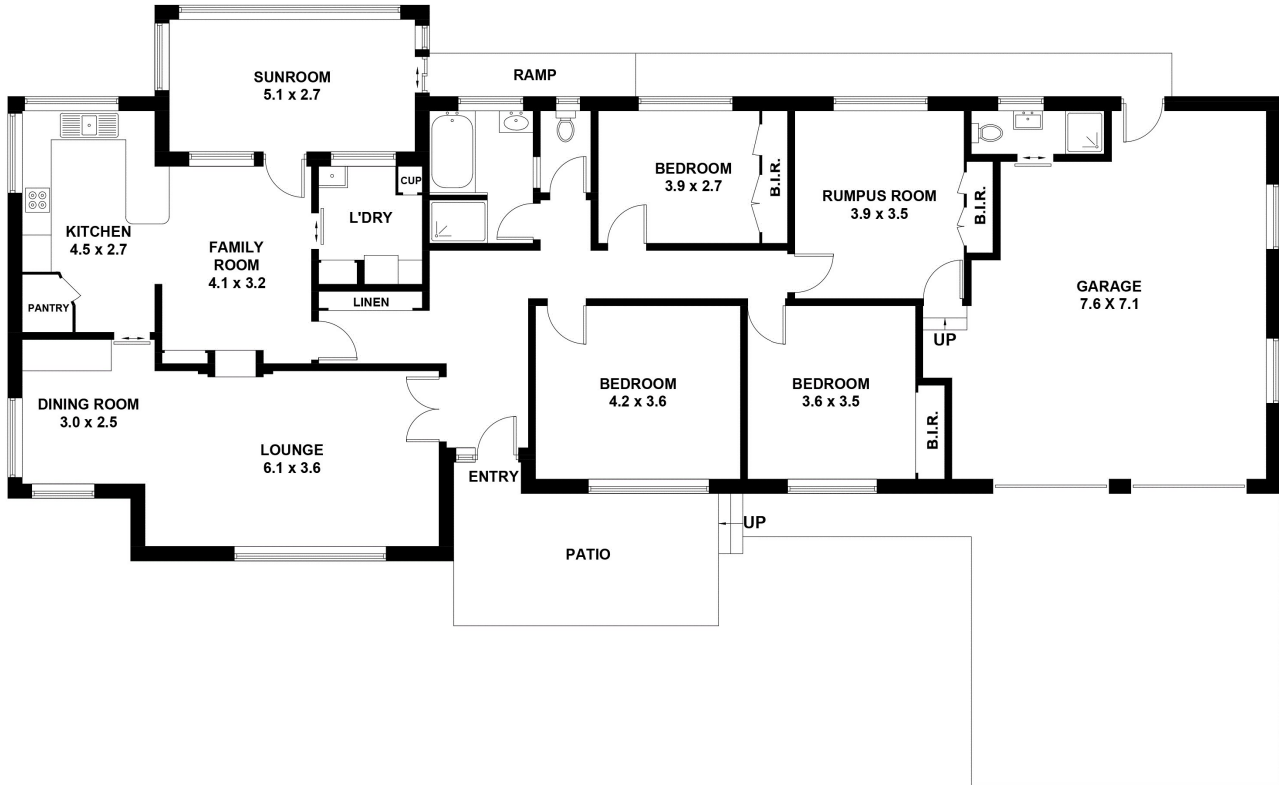 SUNROOM
5.1 x 2.7
RAMP
CUP
L'DRY
BEDROOM
3.9 x 2.7
B.I.R.
RUMPUS ROOM
3.9 x 3.5
B.I.R.
KITCHEN
4.5 x 2.7
FAMILY
ROOM
4.1 x 3.2
PANTRY
LINEN
GARAGE
7.6 X 7.1
UP
DINING ROOM
3.0 x 2.5
LOUNGE
6.1 x 3.6
BEDROOM
4.2 x 3.6
BEDROOM
3.6 x 3.5
B.I.R.
ENTRY
UP
PATIO